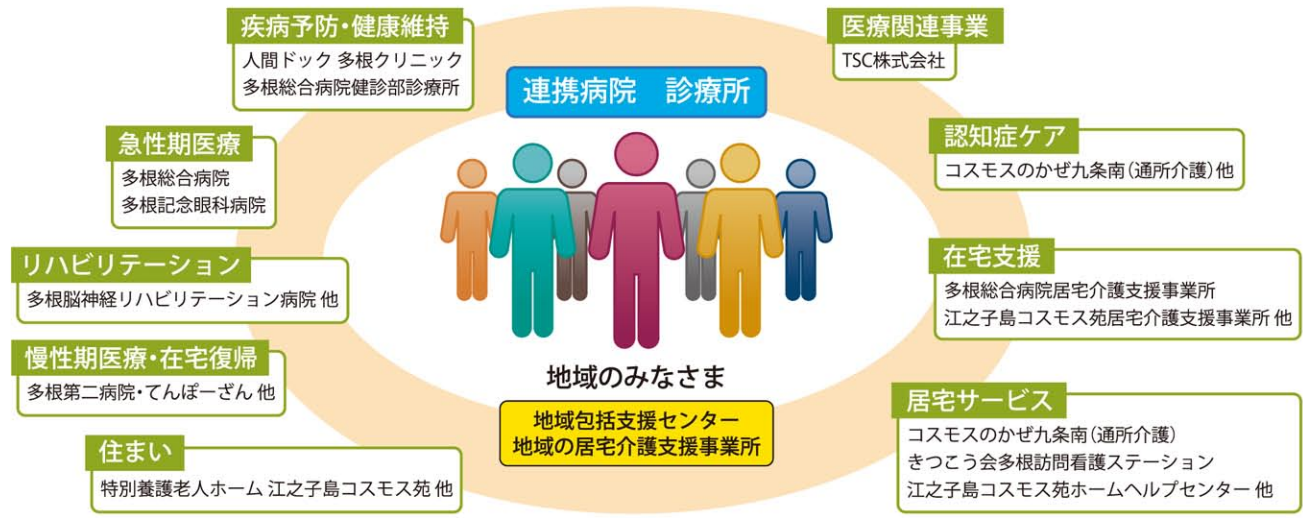 疾病予防・健康維持
人間ドック 多根クリニック
多根総合病院健診部診療所
医療関連事業
TSC株式会社
連携病院　診療所
急性期医療
多根総合病院
多根記念眼科病院
認知症ケア
コスモスのかぜ九条南（通所介護）他
リハビリテーション
多根脳神経リハビリテーション病院 他
在宅支援
多根総合病院居宅介護支援事業所
江之子島コスモス苑居宅介護支援事業所 他
慢性期医療・在宅復帰
多根第二病院・てんぽーざん 他
地域のみなさま
地域包括支援センター
地域の居宅介護支援事業所
居宅サービス
コスモスのかぜ九条南（通所介護）
きつこう会多根訪問看護ステーション
江之子島コスモス苑ホームヘルプセンター 他
住まい
特別養護老人ホーム 江之子島コスモス苑 他